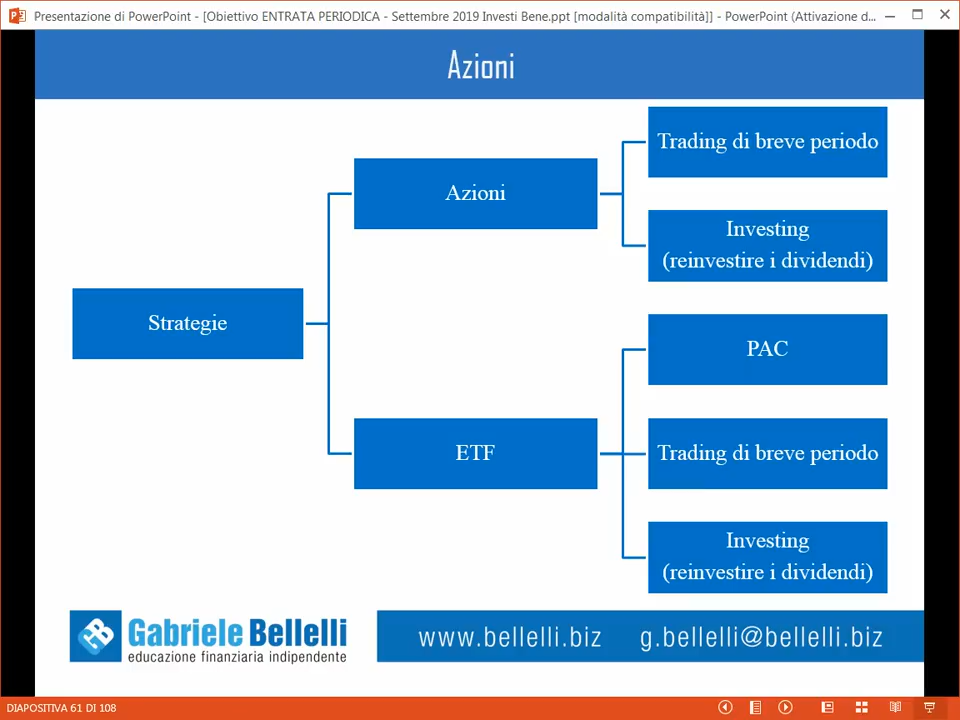 Presentazione di PowerPoint - [Obiettivo ENTRATA PERIODICA - Settembre 2019 Investi Bene.ppt [modalità compatibilità]] - PowerPoint (Attivazione d...
Azioni
Trading di breve periodo
Azioni
Investing
(reinvestire i dividendi)
Strategie
PAC
ETF
Trading di breve periodo
Investing
(reinvestire i dividendi)
Gabriele Bellelli
educazione finanziaria indipendente
www.bellelli.biz g.bellelli@bellelli.biz
DIAPOSITIVA 61 DI 108